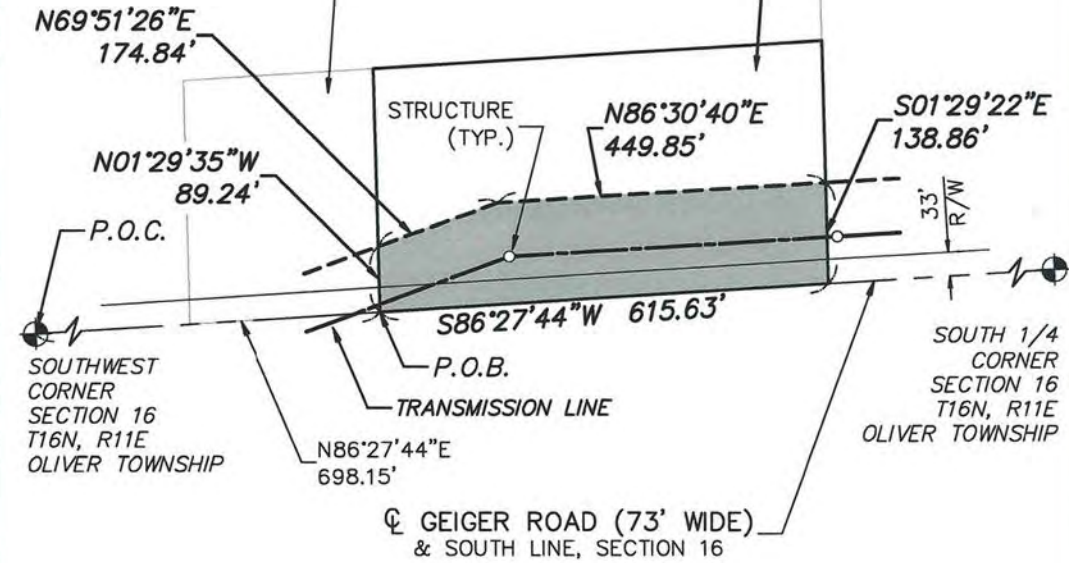 N69°51'26"E
174.84'
STRUCTURE
(TYP.)
N86°30'40"E
449.85'
S01°29'22"E
138.86'
N01°29'35"W
89.24'
33'
R/W
P.O.C.
S86°27'44"W 615.63'
P.O.B.
TRANSMISSION LINE
SOUTHWEST
CORNER
SECTION 16
T16N, R11E
OLIVER TOWNSHIP
SOUTH 1/4
CORNER
SECTION 16
T16N, R11E
OLIVER TOWNSHIP
N86°27'44"E
698.15'
℄ GEIGER ROAD (73' WIDE)
& SOUTH LINE, SECTION 16